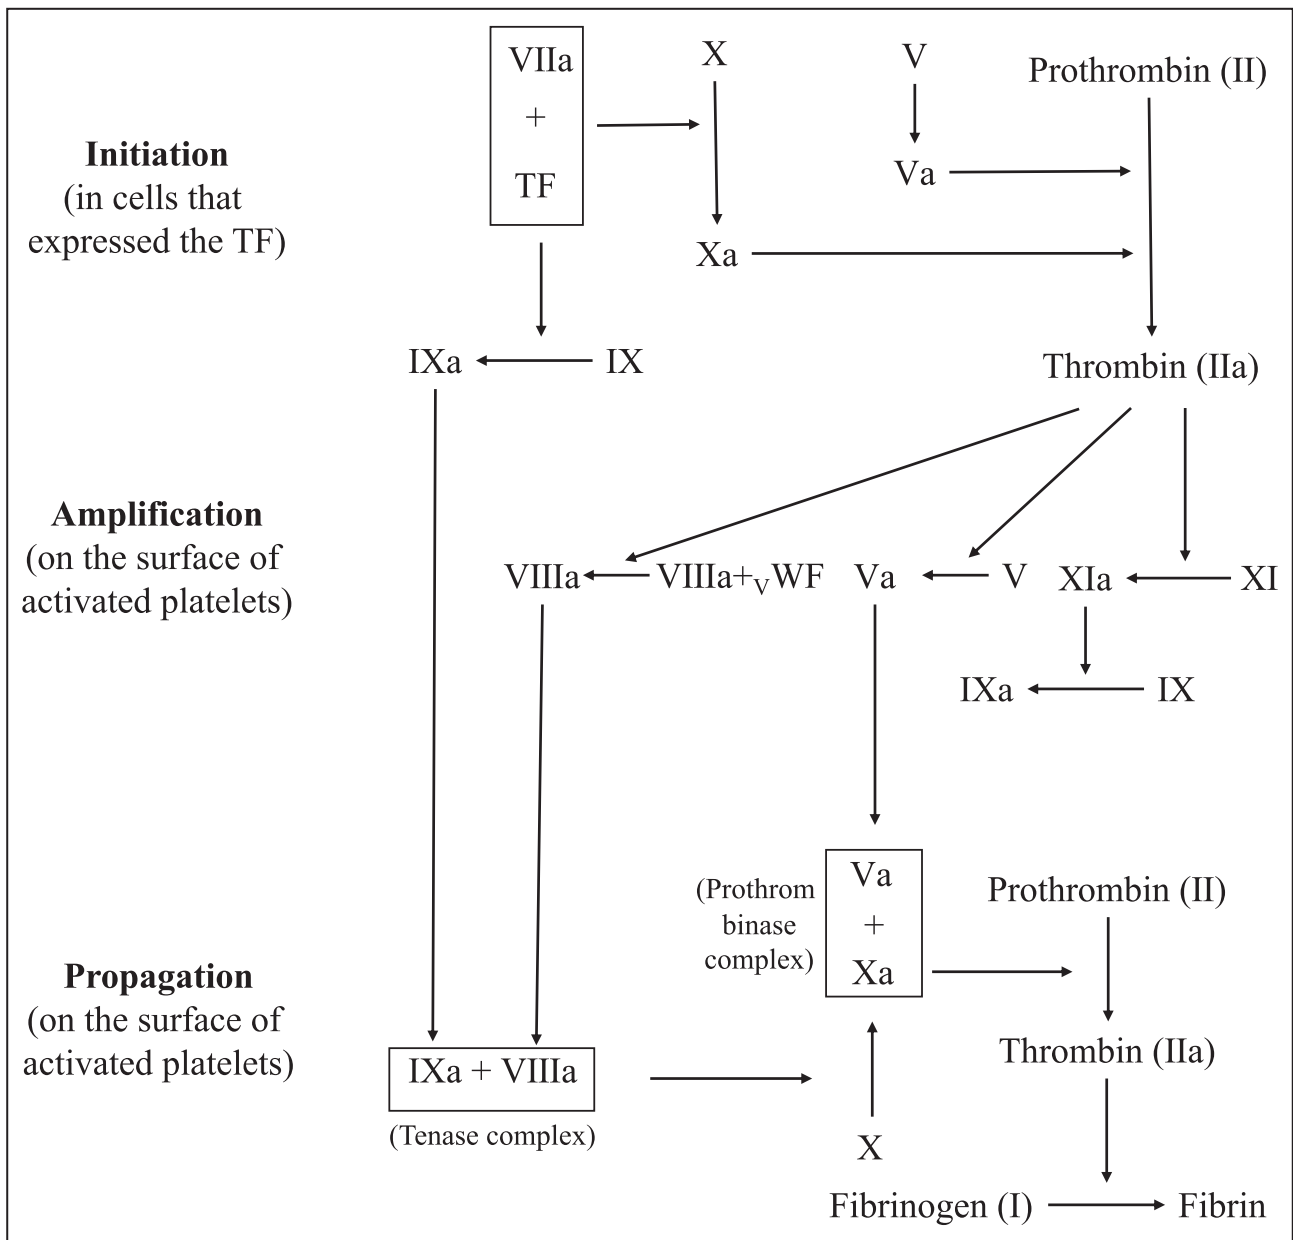 VIIa
+
TF
X
V
Prothrombin (II)
Initiation
(in cells that
expressed the TF)
Va
Xa
IXa
IX
Thrombin (IIa)
Amplification
(on the surface of
activated platelets)
VIIIa
VIIIa+VWF
Va
V
XIa
XI
IXa
IX
Propagation
(on the surface of
activated platelets)
(Prothrom
binase
complex)
Va
+
Xa
Prothrombin (II)
Thrombin (IIa)
IXa + VIIIa
(Tenase complex)
X
Fibrinogen (I)
Fibrin